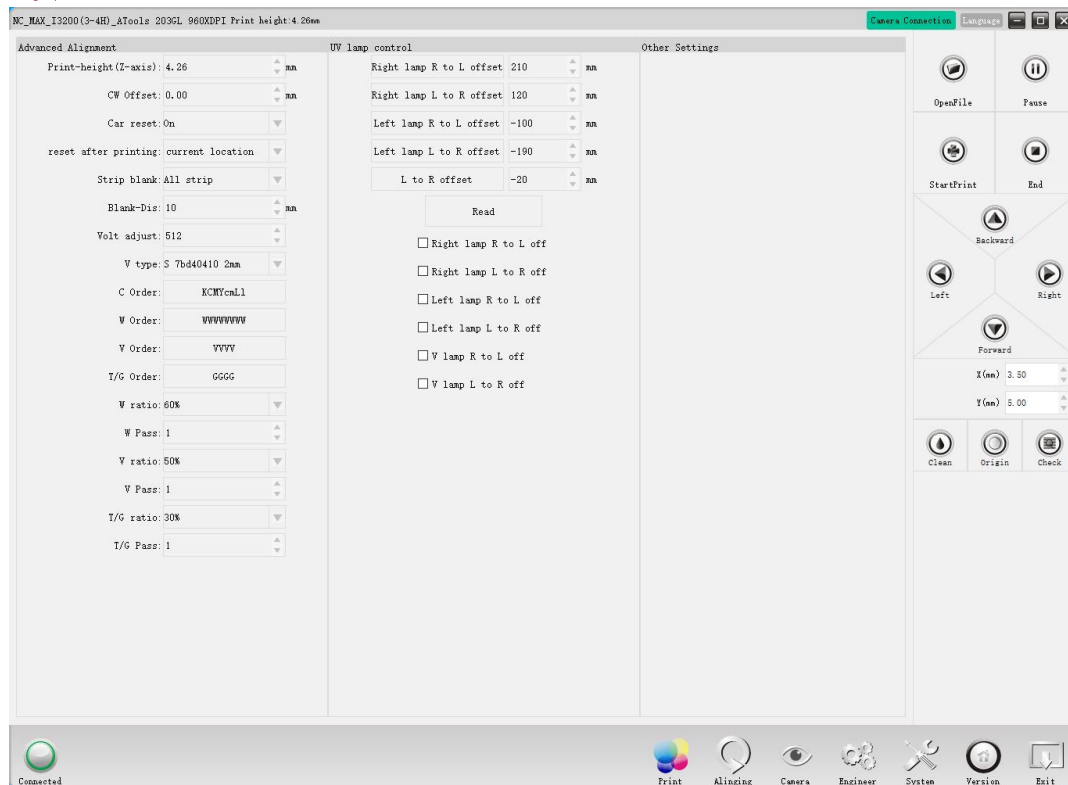 NC_MAX_I3200(3-4H)_ATools 203GL 960XDPI Print height:4.26mm
Camera Connection
Language
Advanced Alignment
Print-height(Z-axis): 4.26 mm
CW Offset: 0.00 mm
Car reset: On
reset after printing: current location
Strip blank: All strip
Blank-Dis: 10 mm
Volt adjust: 512
V type: S 7bd40410 2mm
C Order: KCMYcmLl
W Order: WWWWWWWW
V Order: VVVV
T/G Order: GGGG
W ratio: 60%
W Pass: 1
V ratio: 50%
V Pass: 1
T/G ratio: 30%
T/G Pass: 1
UV lamp control
Right lamp R to L offset 210 mm
Right lamp L to R offset 120 mm
Left lamp R to L offset -100 mm
Left lamp L to R offset -190 mm
L to R offset -20 mm
Read
Right lamp R to L off
Right lamp L to R off
Left lamp R to L off
Left lamp L to R off
V lamp R to L off
V lamp L to R off
Other Settings
OpenFile
Pause
StartPrint
End
Backward
Left
Right
Forward
X(mm) 3.50
Y(mm) 5.00
Clean
Origin
Check
Connected
Print
Alinging
Camera
Engineer
System
Version
Exit